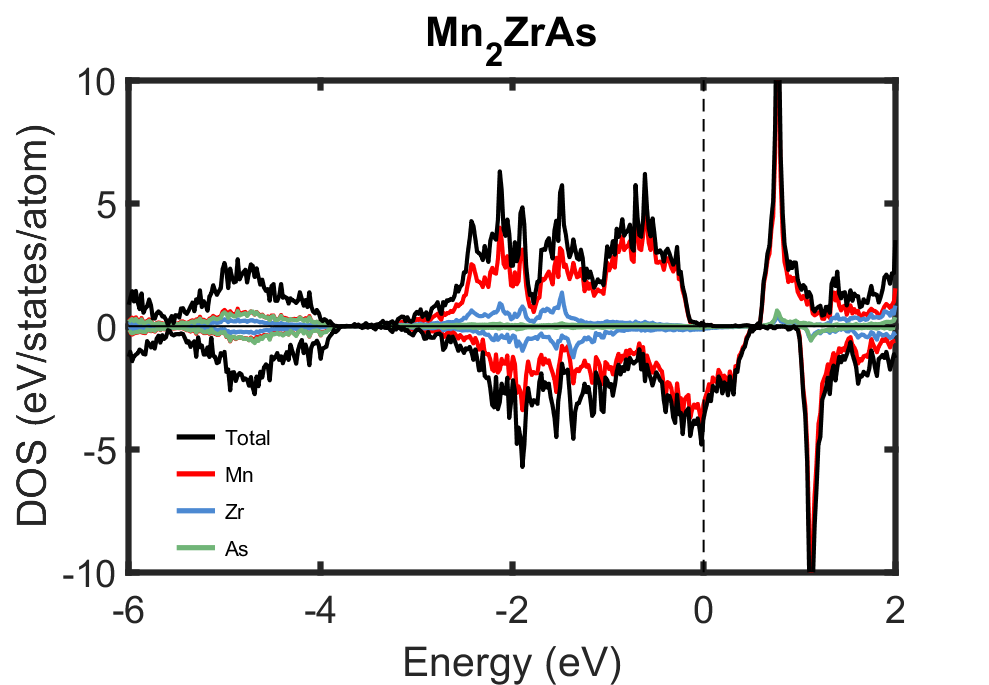 Mn2ZrAs
DOS (eV/states/atom)
10
5
0
-5
-10
Total
Mn
Zr
As
-6 -4 -2 0 2
Energy (eV)